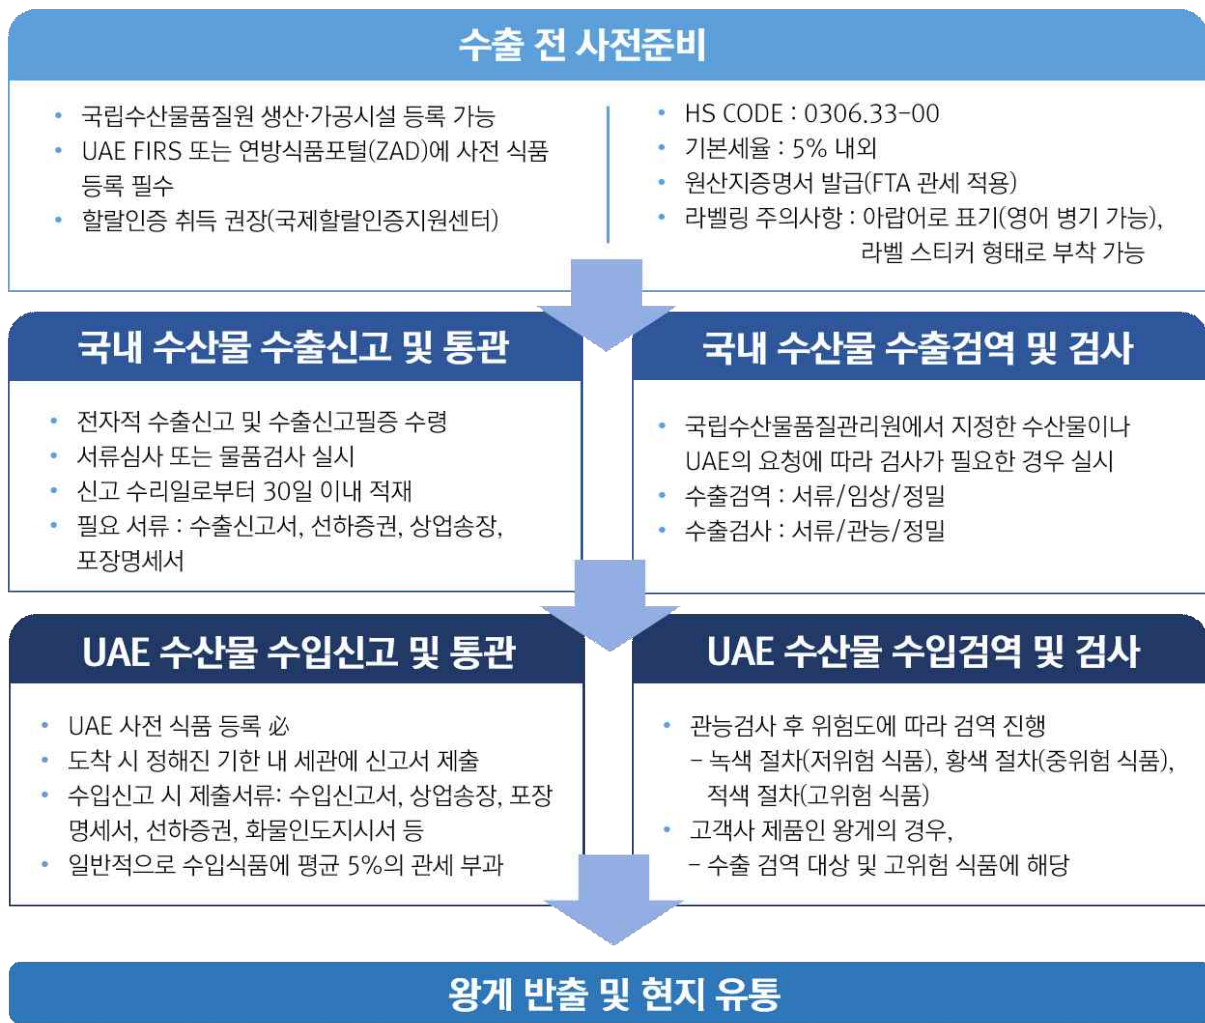 수출 전 사전준비
• 국립수산물품질원 생산·가공시설 등록 가능
• UAE FIRS 또는 연방식품포털(ZAD)에 사전 식품
등록 필수
• 할랄인증 취득 권장(국제할랄인증지원센터)
• HS CODE : 0306.33-00
• 기본세율 : 5% 내외
• 원산지증명서 발급(FTA 관세 적용)
• 라벨링 주의사항 : 아랍어로 표기(영어 병기 가능),
라벨 스티커 형태로 부착 가능
국내 수산물 수출신고 및 통관
• 전자적 수출신고 및 수출신고필증 수령
• 서류심사 또는 물품검사 실시
• 신고 수리일로부터 30일 이내 적재
• 필요 서류 : 수출신고서, 선하증권, 상업송장,
포장명세서
국내 수산물 수출검역 및 검사
• 국립수산물품질관리원에서 지정한 수산물이나
UAE의 요청에 따라 검사가 필요한 경우 실시
• 수출검역 : 서류/임상/정밀
• 수출검사 : 서류/관능/정밀
UAE 수산물 수입신고 및 통관
• UAE 사전 식품 등록 必
• 도착 시 정해진 기한 내 세관에 신고서 제출
• 수입신고 시 제출서류: 수입신고서, 상업송장, 포장
명세서, 선하증권, 화물인도지시서 등
• 일반적으로 수입식품에 평균 5%의 관세 부과
UAE 수산물 수입검역 및 검사
• 관능검사 후 위험도에 따라 검역 진행
– 녹색 절차(저위험 식품), 황색 절차(중위험 식품),
적색 절차(고위험 식품)
• 고객사 제품인 왕게의 경우,
– 수출 검역 대상 및 고위험 식품에 해당
왕게 반출 및 현지 유통